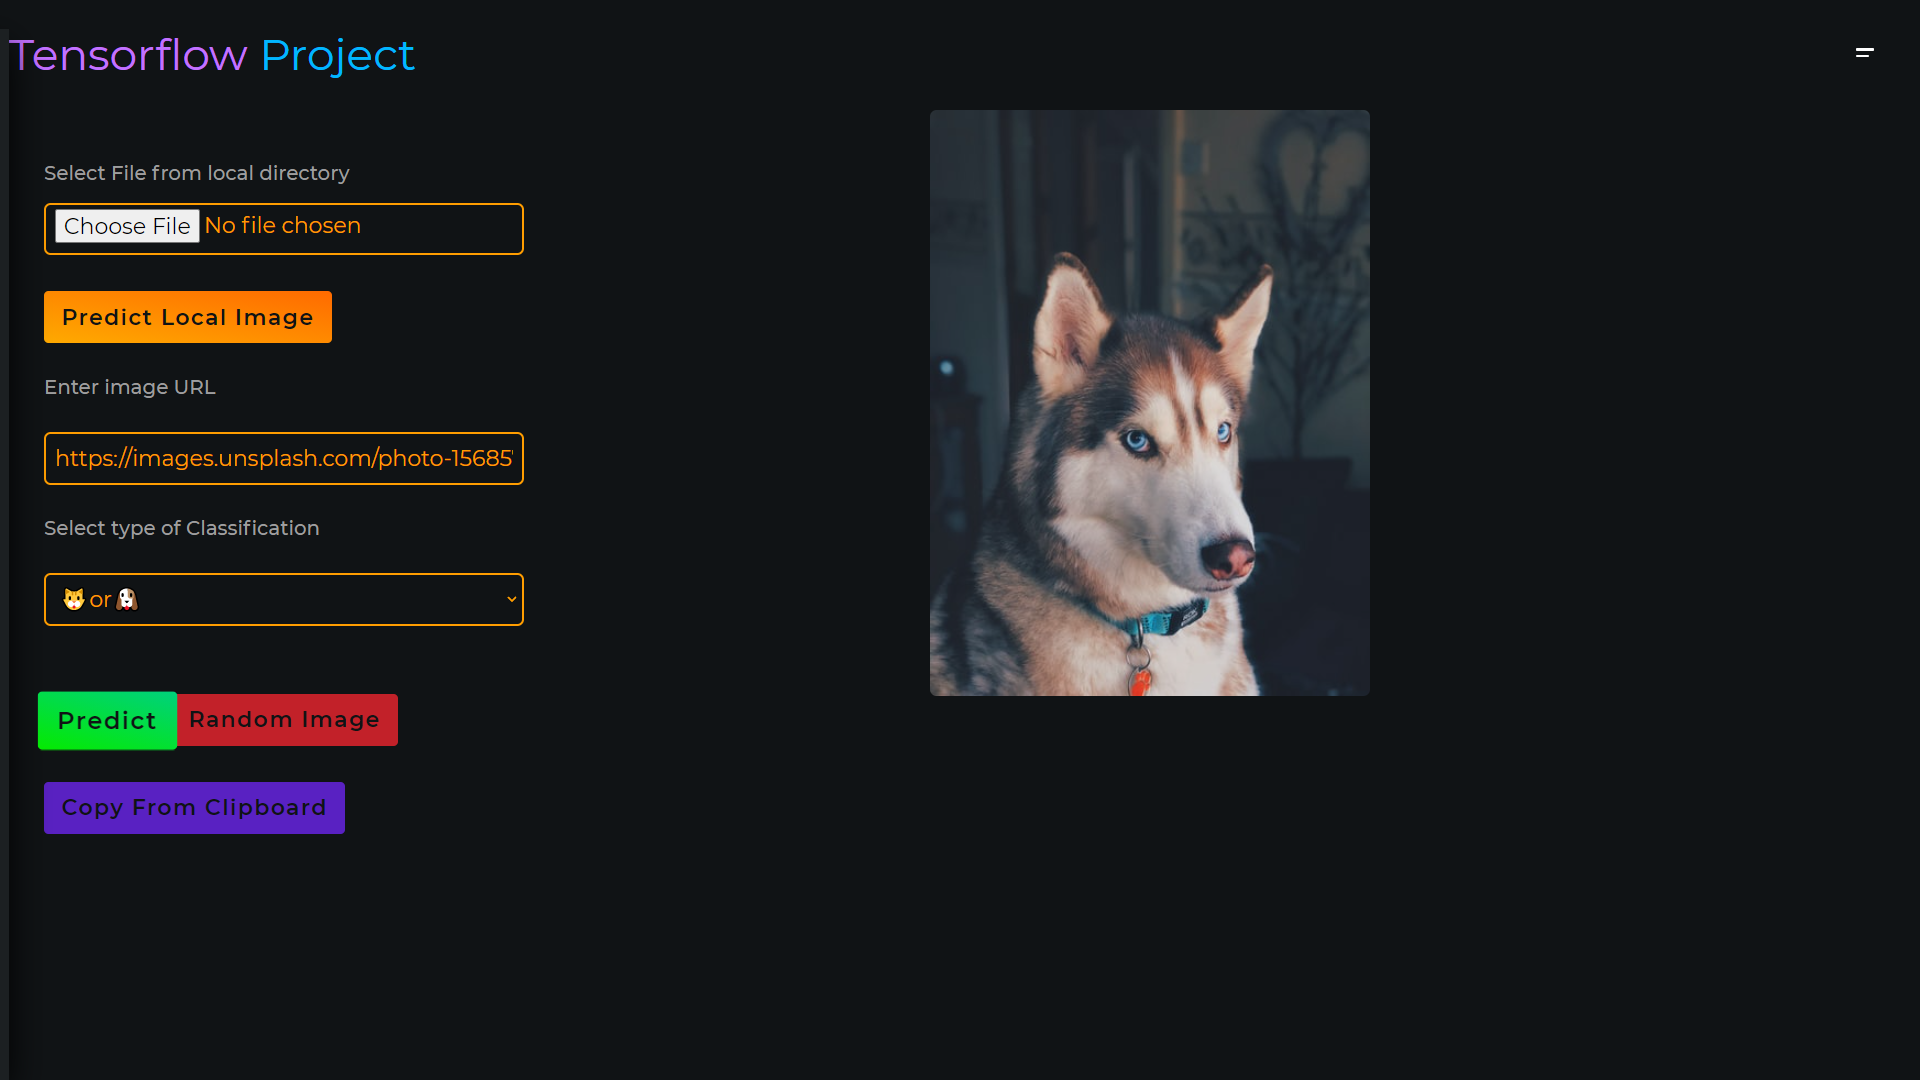 Tensorflow Project
Select File from local directory
Choose File No file chosen
Predict Local Image
Enter image URL
https://images.unsplash.com/photo-15685
Select type of Classification
🐱or🐶
Predict
Random Image
Copy From Clipboard